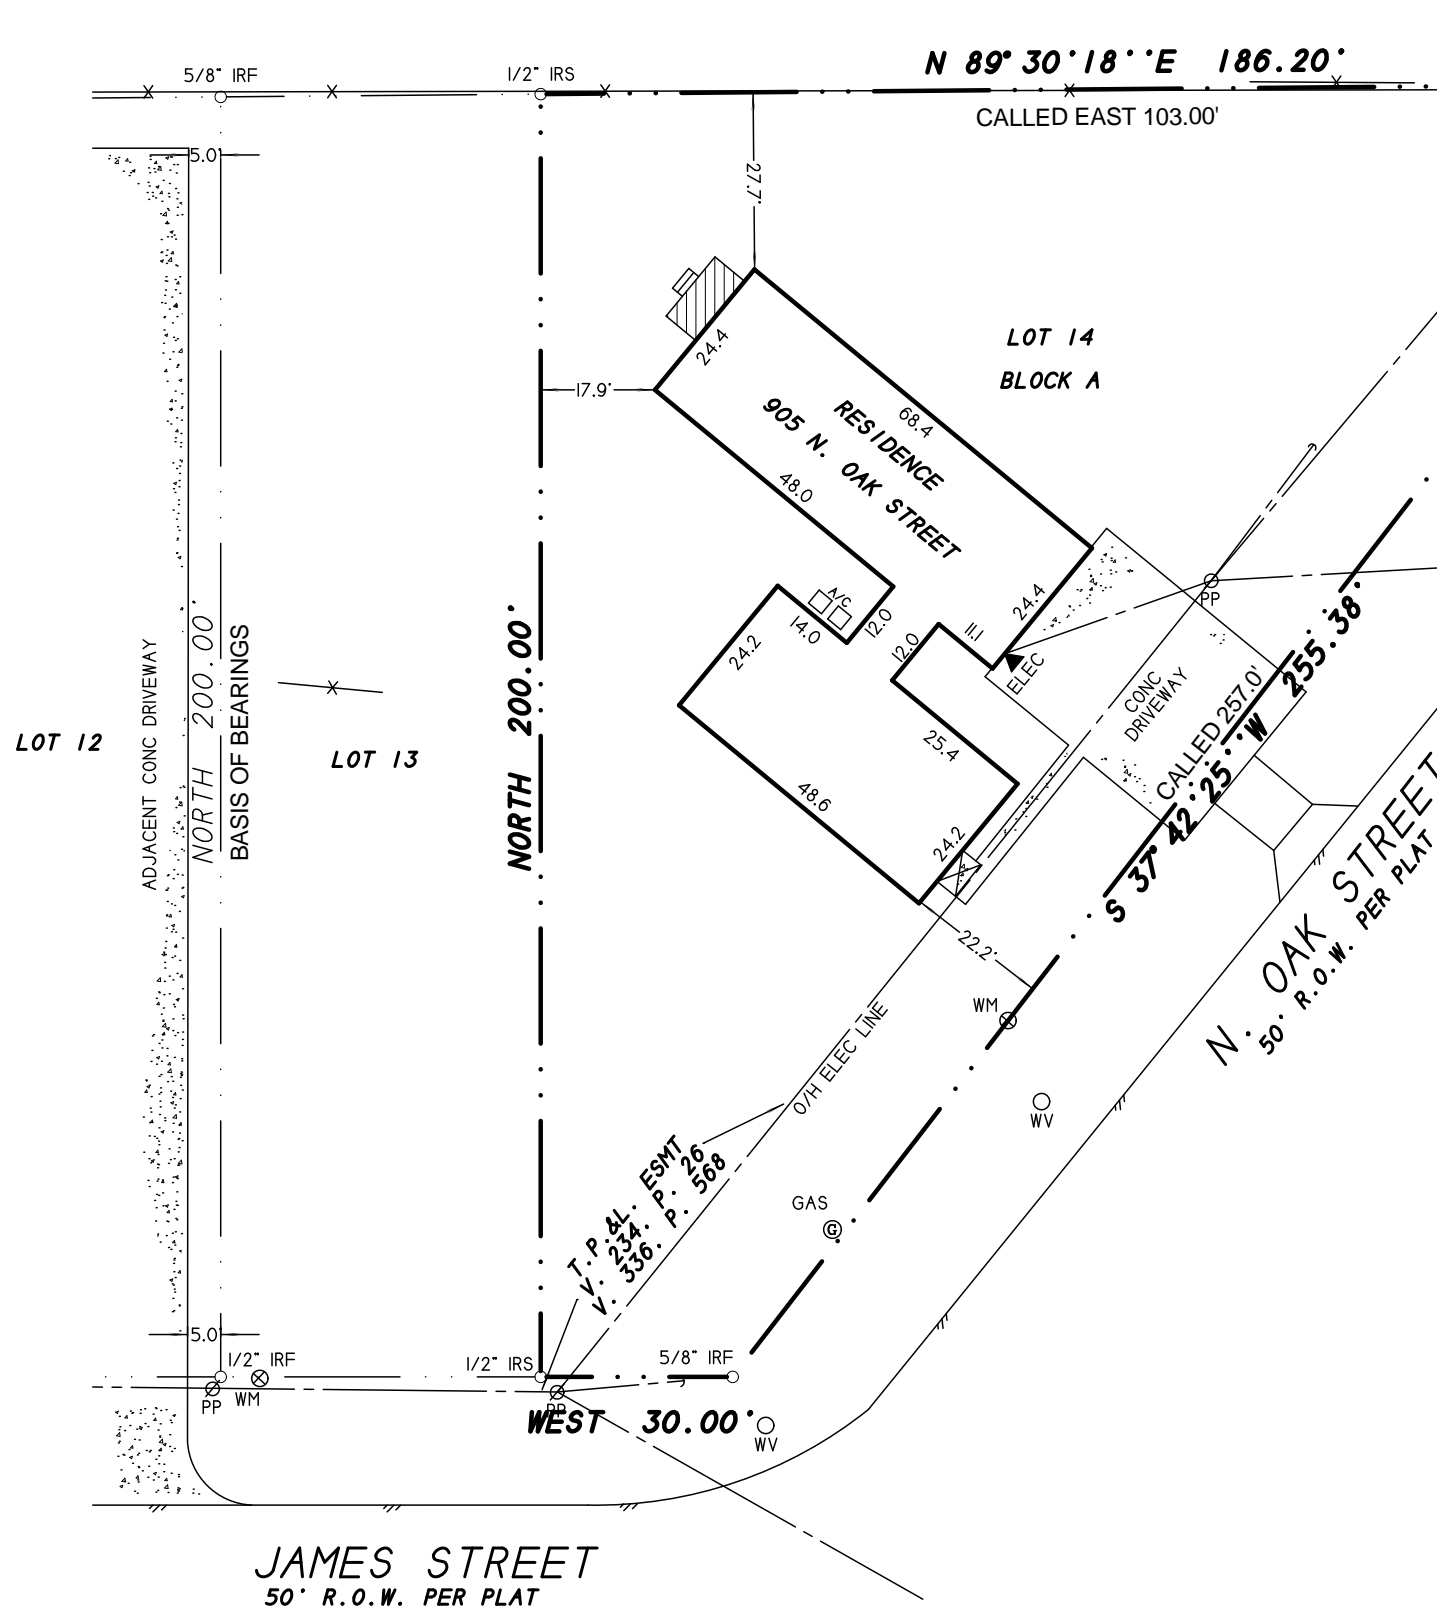 N 89° 30' 18''E 186.20'
CALLED EAST 103.00'
5/8" IRF
1/2" IRS
5.0'
27.7'
LOT 14
BLOCK A
24.4
17.9'
68.4
RESIDENCE
905 N. OAK STREET
48.0
A/C
14.0
12.0
12.0
11.1
24.4
ELEC
PP
24.2
25.4
48.6
24.2
CONC
DRIVEWAY
CALLED 257.0'
S 37° 42' 25''W 255.38'
LOT 12
ADJACENT CONC DRIVEWAY
NORTH 200.00'
BASIS OF BEARINGS
LOT 13
NORTH 200.00'
22.2'
WM
WV
N. OAK STREET
50' R.O.W. PER PLAT
O/H ELEC LINE
T.P.&L. ESMT
V. 234. P. 26
V. 336. P. 568
GAS
G
5.0'
1/2" IRF
1/2" IRS
5/8" IRF
PP
WM
PP
WEST 30.00'
WV
JAMES STREET
50' R.O.W. PER PLAT